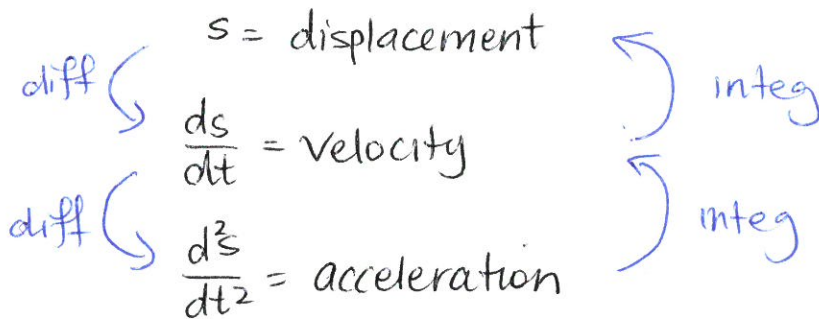 s = displacement
diff integ
ds/dt = velocity
diff integ
d²s/dt² = acceleration